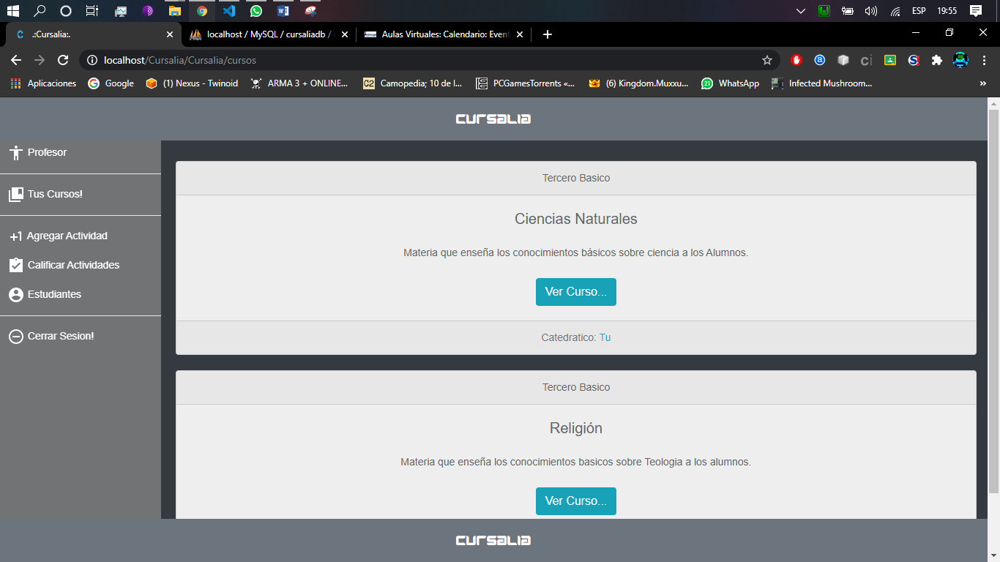 ESP 19:55
.:Cursalia:.
localhost / MySQL / cursaliadb /
Aulas Virtuales: Calendario: Even
localhost/Cursalia/Cursalia/cursos
Aplicaciones
Google
(1) Nexus - Twinoid
ARMA 3 + ONLINE...
Camopedia; 10 de l...
PCGamesTorrents «...
(6) Kingdom.Muxxu...
21
WhatsApp
Infected Mushroom...
»
cursalia
Profesor
Tus Cursos!
+1 Agregar Actividad
Calificar Actividades
Estudiantes
Cerrar Sesion!
Tercero Basico
Ciencias Naturales
Materia que enseña los conocimientos básicos sobre ciencia a los Alumnos.
Ver Curso...
Catedratico: Tu
Tercero Basico
Religión
Materia que enseña los conocimientos basicos sobre Teologia a los alumnos.
Ver Curso...
cursalia